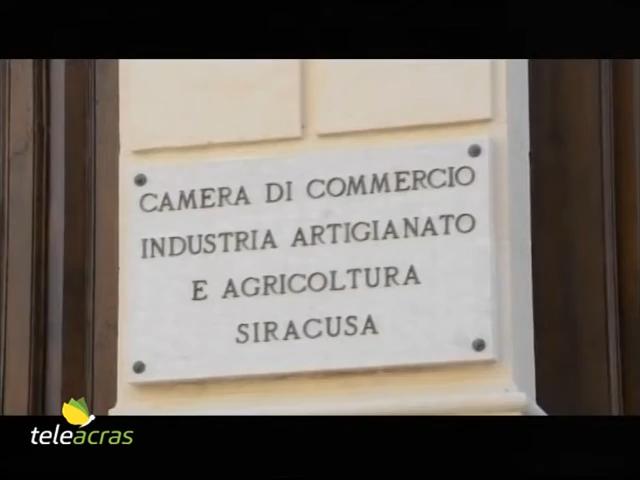 CAMERA DI COMMERCIO
INDUSTRIA ARTIGIANATO
E AGRICOLTURA
SIRACUSA
teleacras